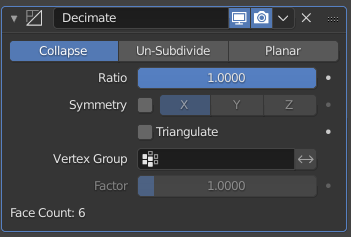 Decimate
Collapse Un-Subdivide Planar
Ratio 1.0000
Symmetry X Y Z
Triangulate
Vertex Group
Factor 1.0000
Face Count: 6